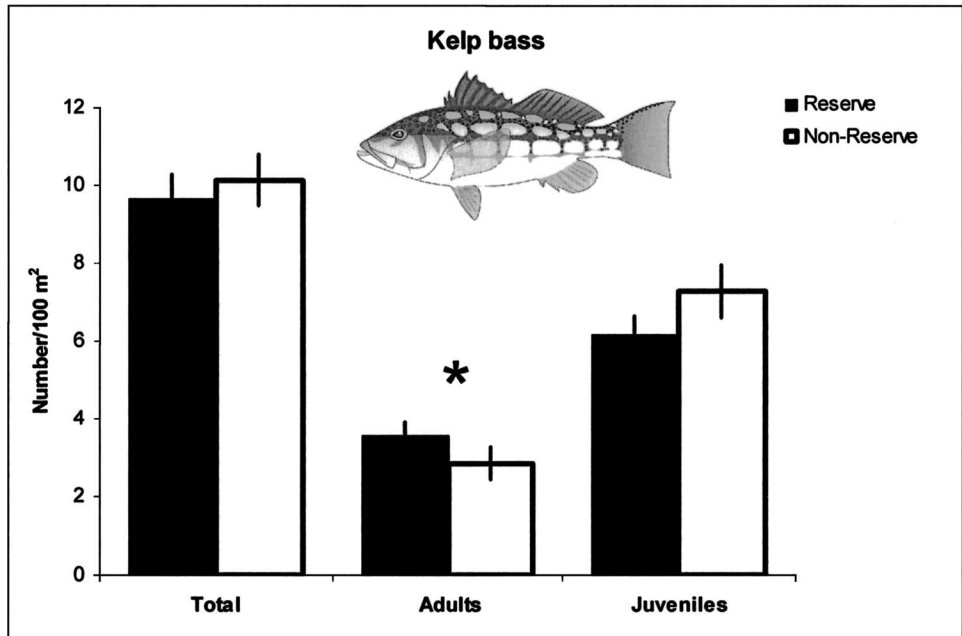 Kelp bass
Reserve
Non-Reserve
Number/100 m²
12
10
8
6
4
2
0
*
Total
Adults
Juveniles